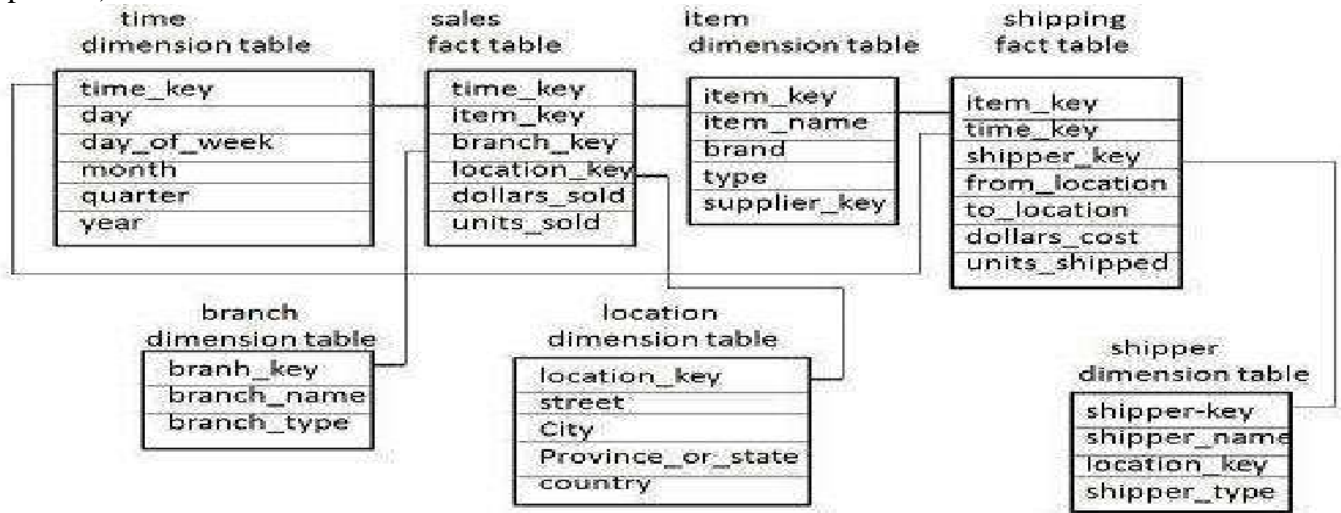 time
dimension table
time_key
day
day_of_week
month
quarter
year
sales
fact table
time_key
item_key
branch_key
location_key
dollars_sold
units_sold
item
dimension table
item_key
item_name
brand
type
supplier_key
shipping
fact table
item_key
time_key
shipper_key
from_location
to_location
dollars_cost
units_shipped
branch
dimension table
branh_key
branch_name
branch_type
location
dimension table
location_key
street
City
Province_or_state
country
shipper
dimension table
shipper-key
shipper_name
location_key
shipper_type